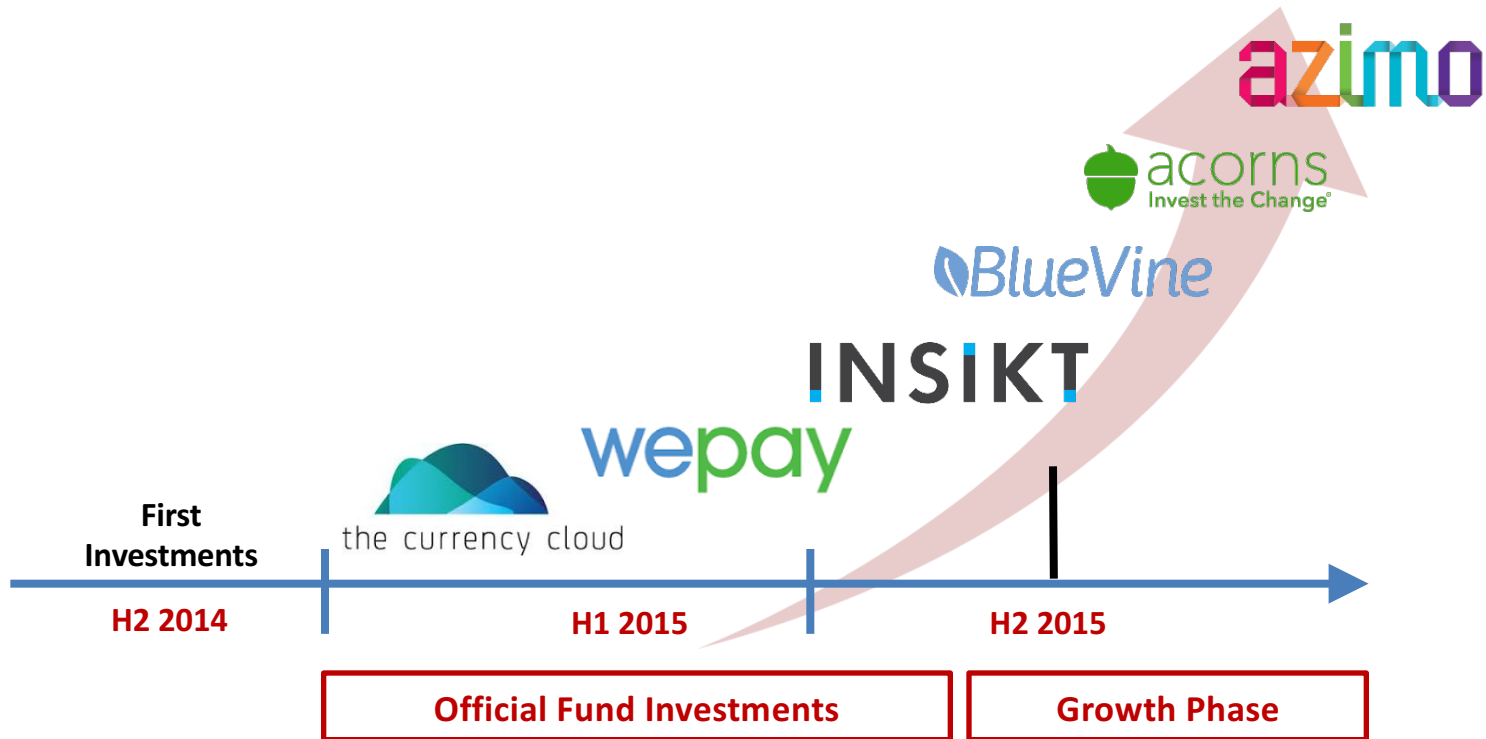 azimo
acorns
Invest the Change®
BlueVine
INSiKT
wepay
the currency cloud
First
Investments
H2 2014
H1 2015
H2 2015
Official Fund Investments
Growth Phase